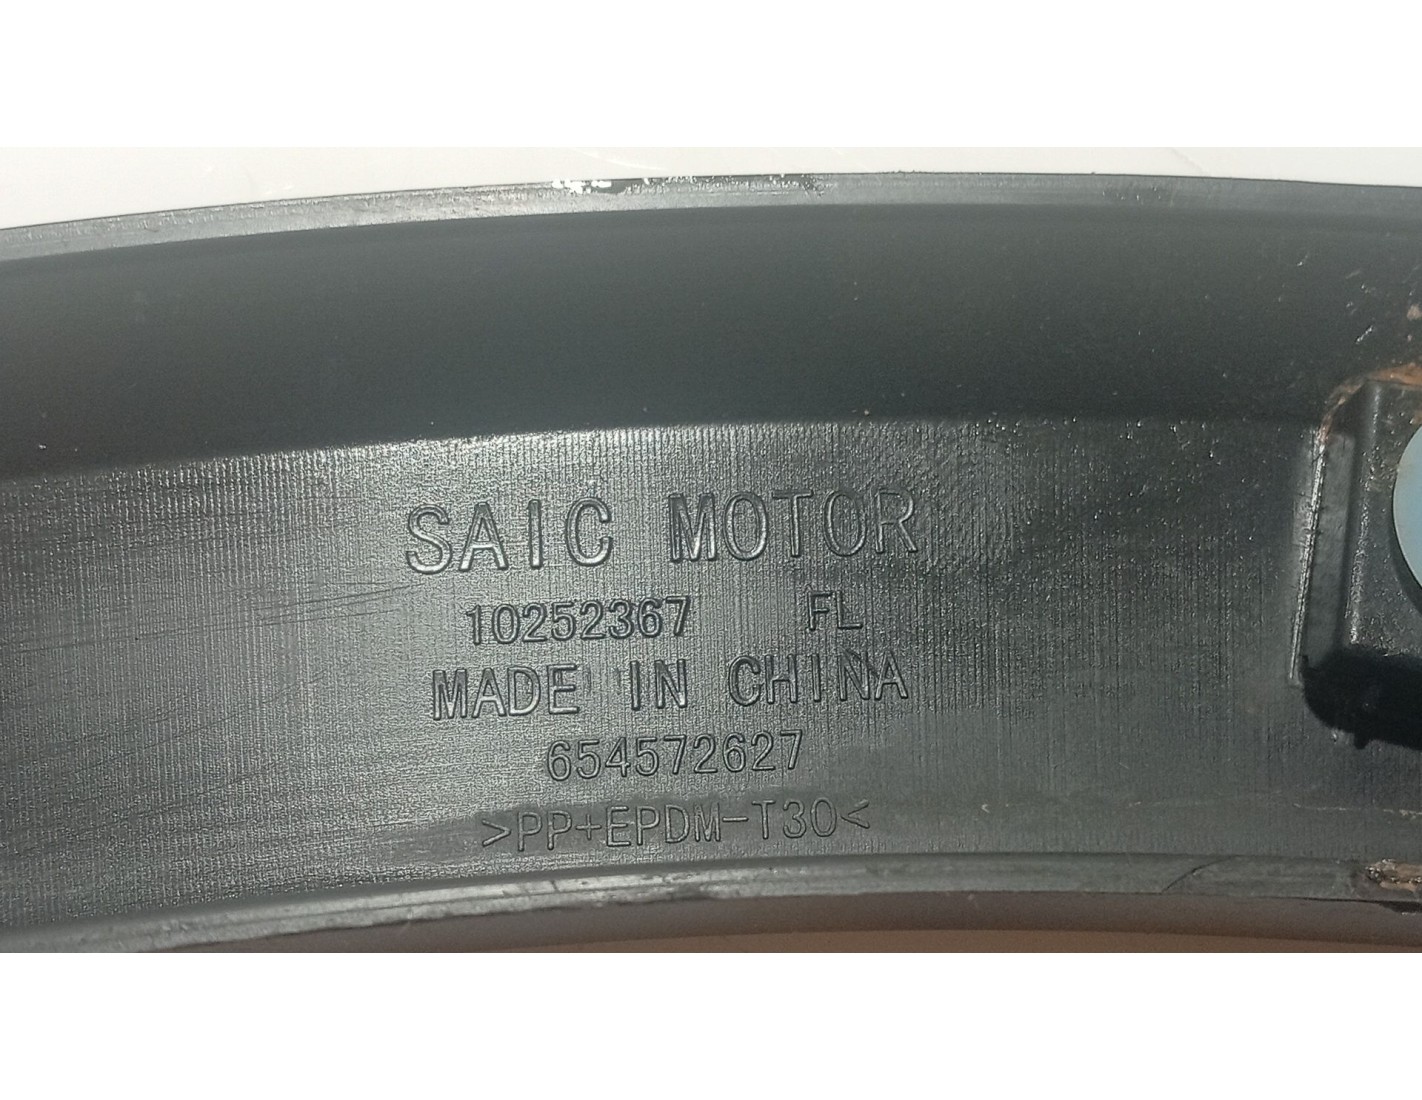 SAIC MOTOR
10252367 FL
MADE IN CHINA
654572627
>PP+EPDM-T30<